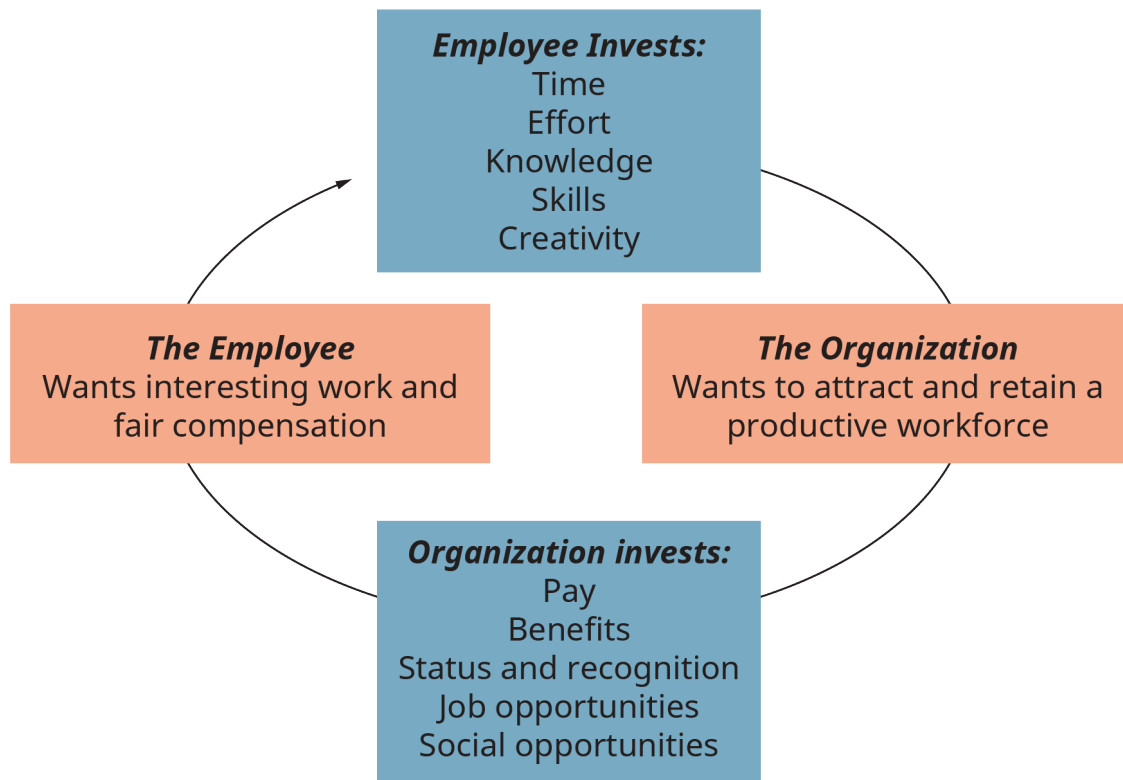 Employee Invests:
Time
Effort
Knowledge
Skills
Creativity
The Employee
Wants interesting work and
fair compensation
The Organization
Wants to attract and retain a
productive workforce
Organization invests:
Pay
Benefits
Status and recognition
Job opportunities
Social opportunities